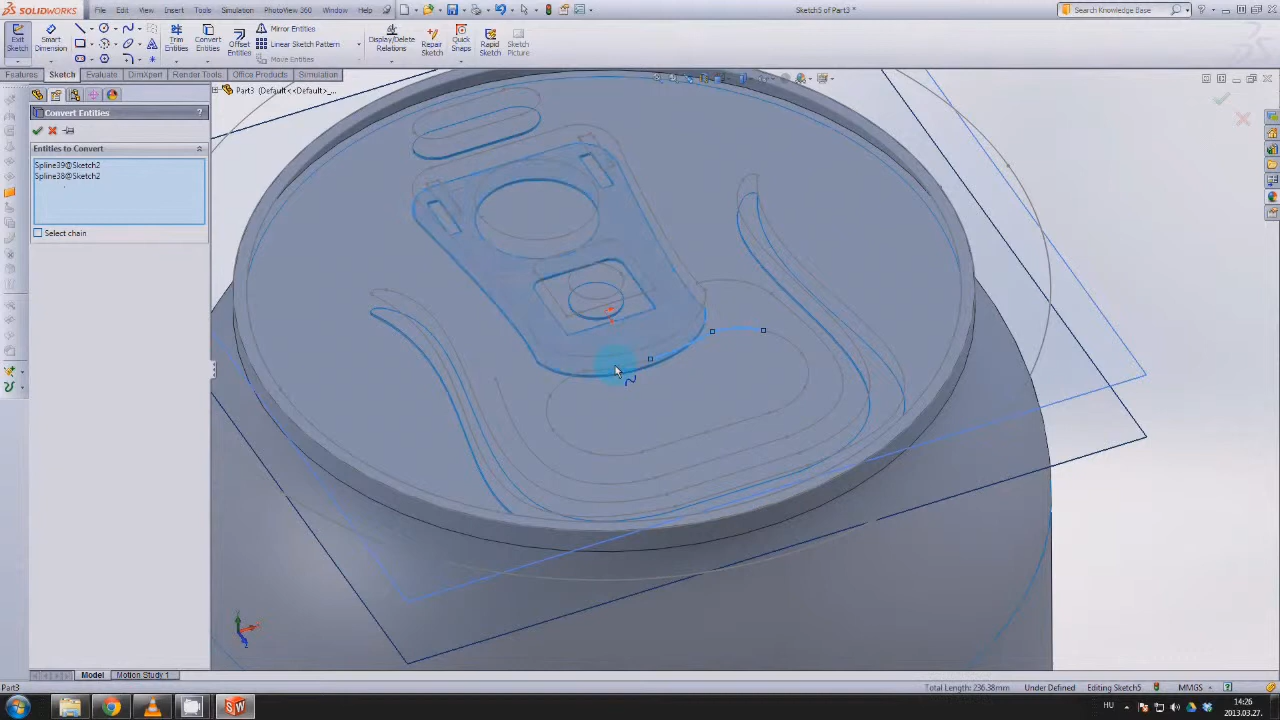 SOLIDWORKS
File Edit View Insert Tools Simulation PhotoView 360 Window Help
Sketch5 of Part3 *
Search Knowledge Base
Exit Sketch
Smart Dimension
Trim Entities
Convert Entities
Offset Entities
Mirror Entities
Linear Sketch Pattern
Move Entities
Display/Delete Relations
Repair Sketch
Quick Snaps
Rapid Sketch
Sketch Picture
Features Sketch Evaluate DimXpert Render Tools Office Products Simulation
Part3 (Default<<Default>_...
Convert Entities
?
Entities to Convert
Spline39@Sketch2
Spline38@Sketch2
Select chain
Model Motion Study 1
Part3
Total Length: 236.38mm Under Defined Editing Sketch5 MMGS
HU
14:26
2013.03.27.